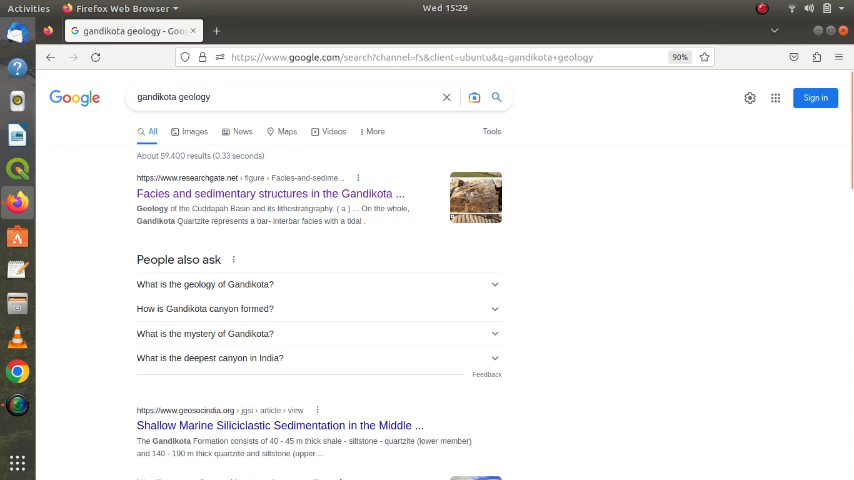 Activities
Firefox Web Browser
Wed 15:29
gandikota geology - Goo
https://www.google.com/search?channel=fs&client=ubuntu&q=gandikota+geology
90%
Google
gandikota geology
Sign in
All
Images
News
Maps
Videos
More
Tools
About 59,400 results (0.33 seconds)
https://www.researchgate.net › figure › Facies-and-sedime...
Facies and sedimentary structures in the Gandikota ...
Geology of the Cuddapah Basin and its lithostratigraphy. ( a ) ... On the whole,
Gandikota Quartzite represents a bar- interbar facies with a tidal .
People also ask
What is the geology of Gandikota?
How is Gandikota canyon formed?
What is the mystery of Gandikota?
What is the deepest canyon in India?
Feedback
https://www.geosocindia.org › jgsi › article › view
Shallow Marine Siliciclastic Sedimentation in the Middle ...
The Gandikota Formation consists of 40 - 45 m thick shale - siltstone - quartzite (lower member)
and 140 - 190 m thick quartzite and siltstone (upper ...